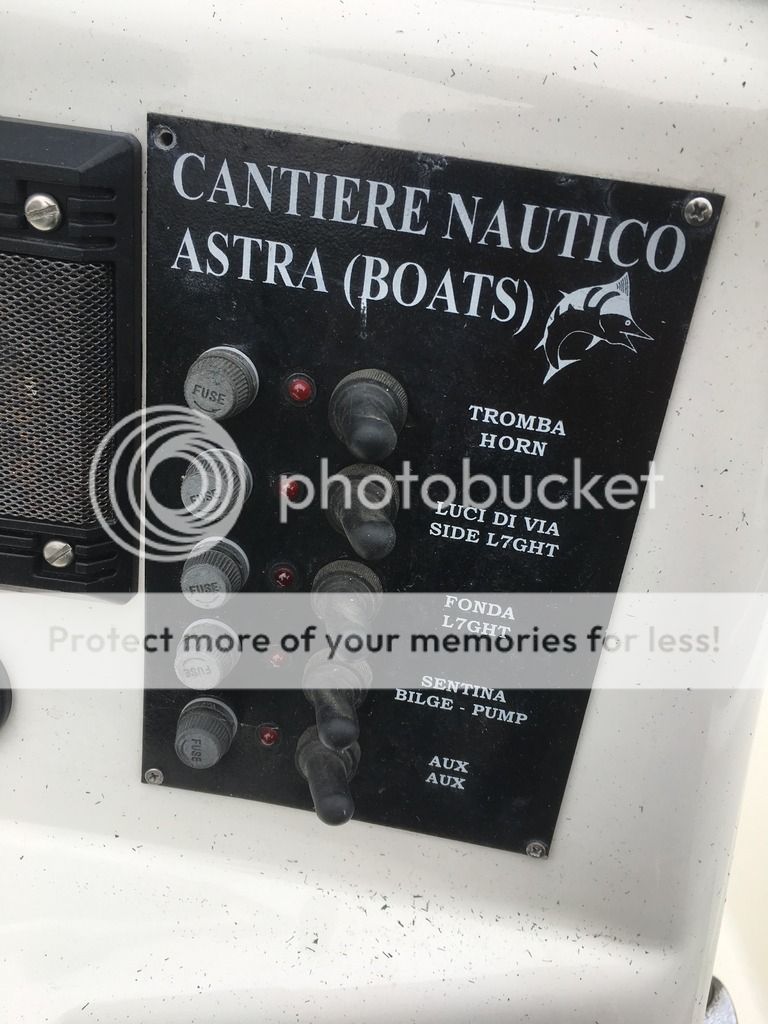 CANTIERE NAUTICO
ASTRA (BOATS)
FUSE
TROMBA
HORN
FUSE
photobucket
LUCI DI VIA
SIDE L7GHT
FUSE
FONDA
L7GHT
Protect more of your memories for less!
FUSE
SENTINA
BILGE - PUMP
FUSE
AUX
AUX